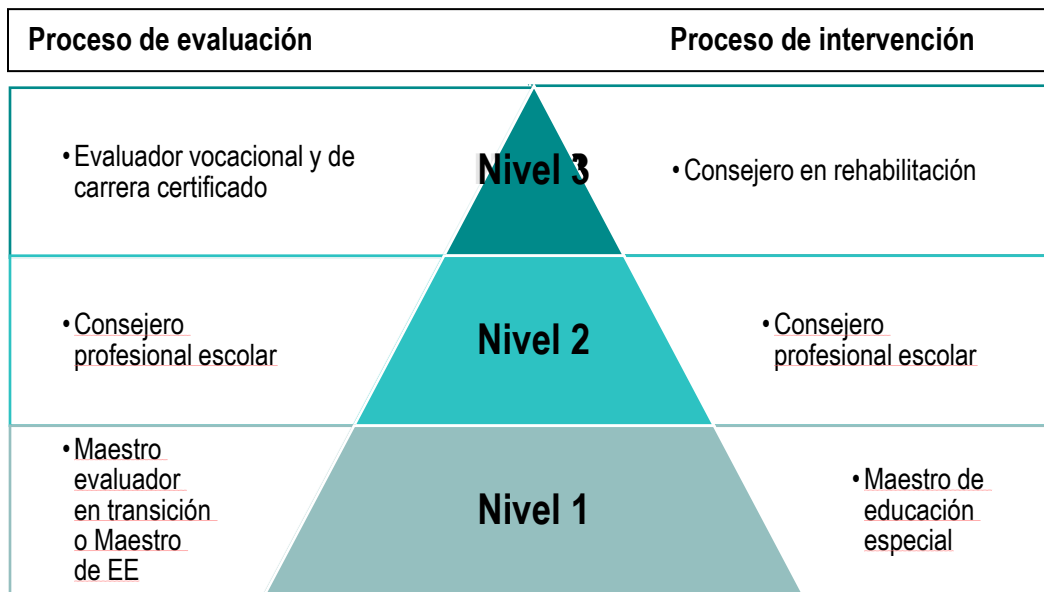 Proceso de evaluación
Proceso de intervención
• Evaluador vocacional y de
carrera certificado
Nivel 3
• Consejero en rehabilitación
• Consejero
profesional escolar
Nivel 2
• Consejero
profesional escolar
• Maestro
evaluador
en transición
o Maestro
de EE
Nivel 1
• Maestro de
educación
especial